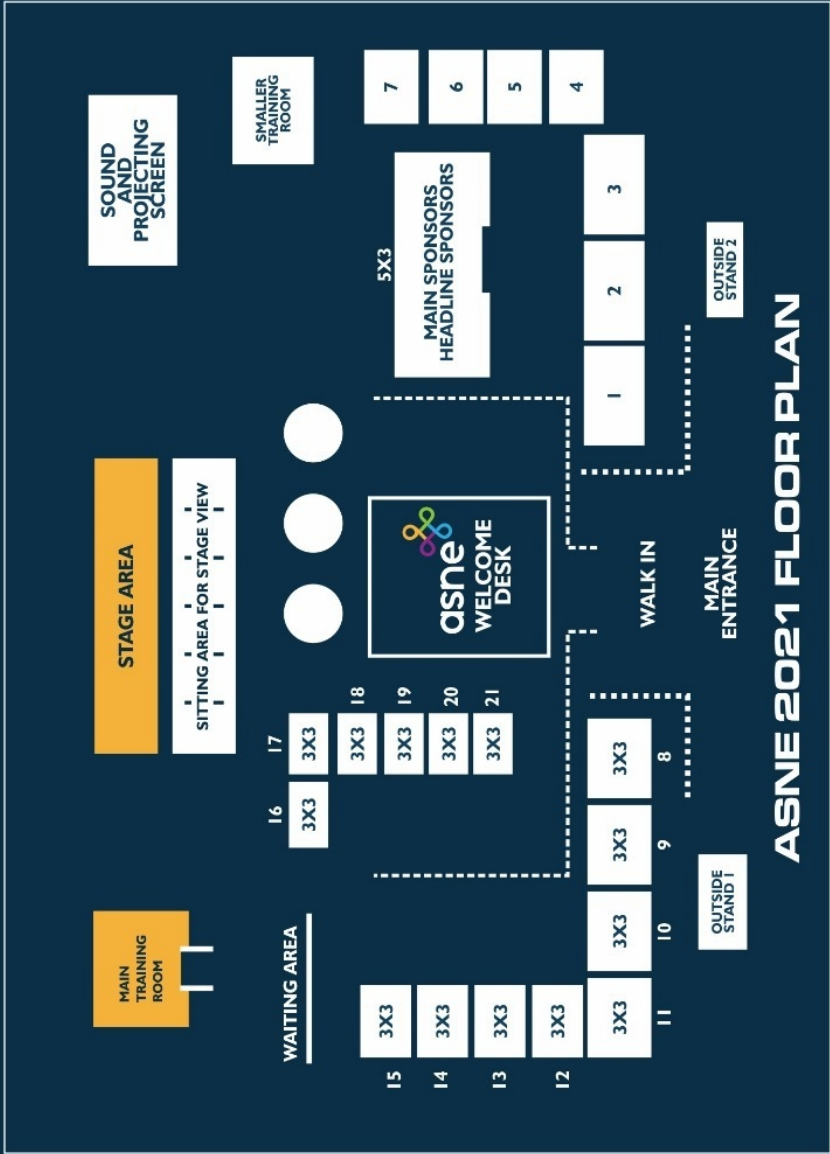 MAIN
TRAINING
ROOM
STAGE AREA
SITTING AREA FOR STAGE VIEW
SOUND
AND
PROJECTING
SCREEN
SMALLER
TRAINING
ROOM
WAITING AREA
16
3X3
17
3X3
3X3
18
3X3
19
3X3
20
3X3
21
15
3X3
14
3X3
13
3X3
12
3X3
asne
WELCOME
DESK
5X3
MAIN SPONSORS
HEADLINE SPONSORS
7
6
5
4
3X3
11
3X3
10
3X3
9
3X3
8
WALK IN
1
2
3
OUTSIDE
STAND 1
MAIN
ENTRANCE
OUTSIDE
STAND 2
ASNE 2021 FLOOR PLAN